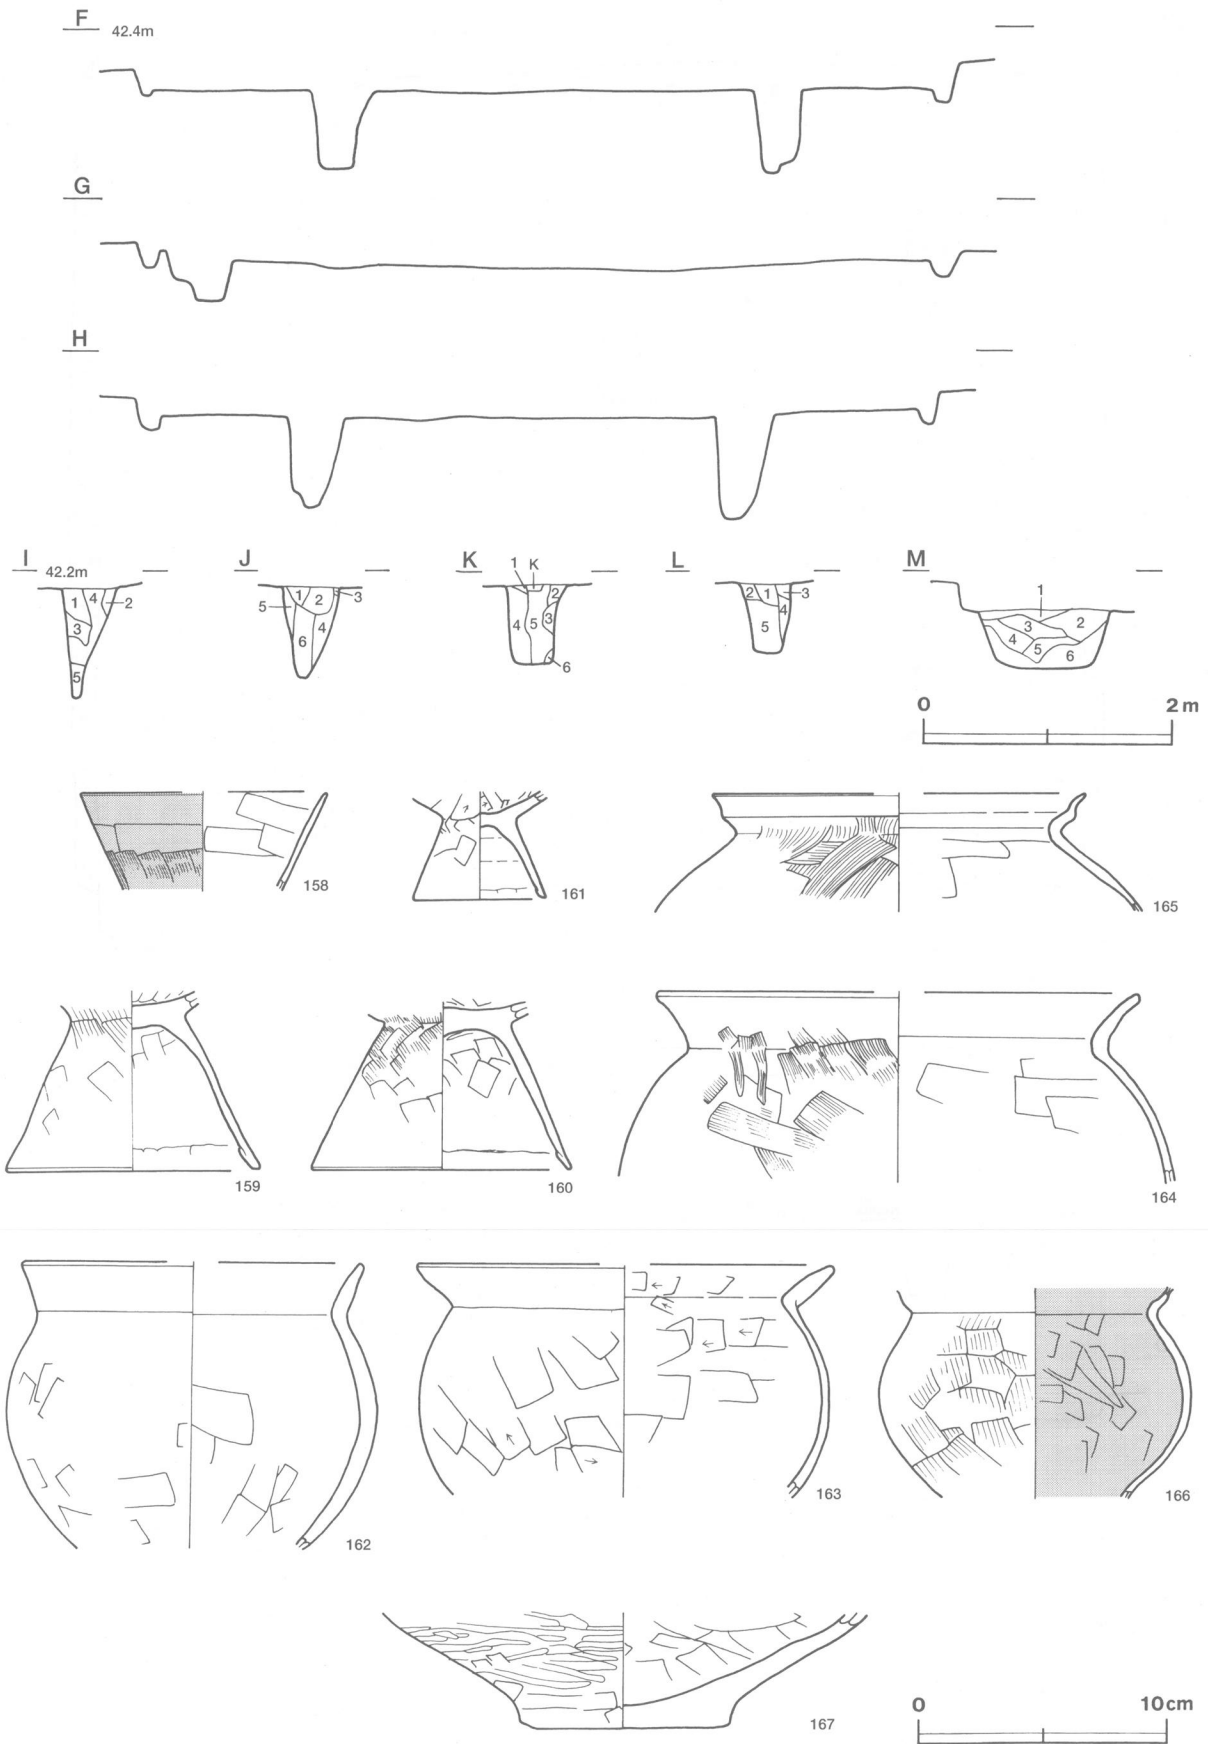 F 42.4m
G
H
I 42.2m J K L M
1 4 2 3 5
5 1 2 3 6 4
1 K 2 4 5 3 6
2 1 3 4 5
1 3 2 4 5 6
0 2m
158 161 165
159 160 164
162 163 166
167
0 10cm